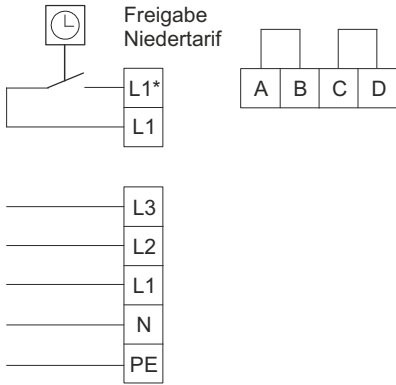 Freigabe
Niedertarif
L1*
L1
A B C D
L3
L2
L1
N
PE